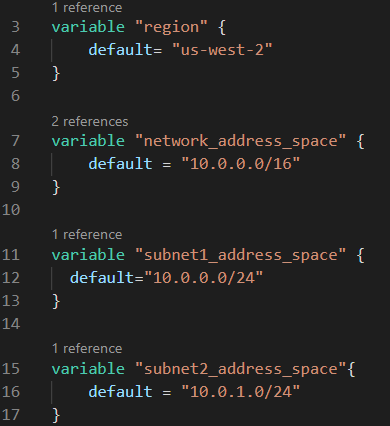 1 reference
3 variable "region" {
4     default= "us-west-2"
5 }
6
2 references
7 variable "network_address_space" {
8     default = "10.0.0.0/16"
9 }
10
1 reference
11 variable "subnet1_address_space" {
12   default="10.0.0.0/24"
13 }
14
1 reference
15 variable "subnet2_address_space"{
16     default = "10.0.1.0/24"
17 }